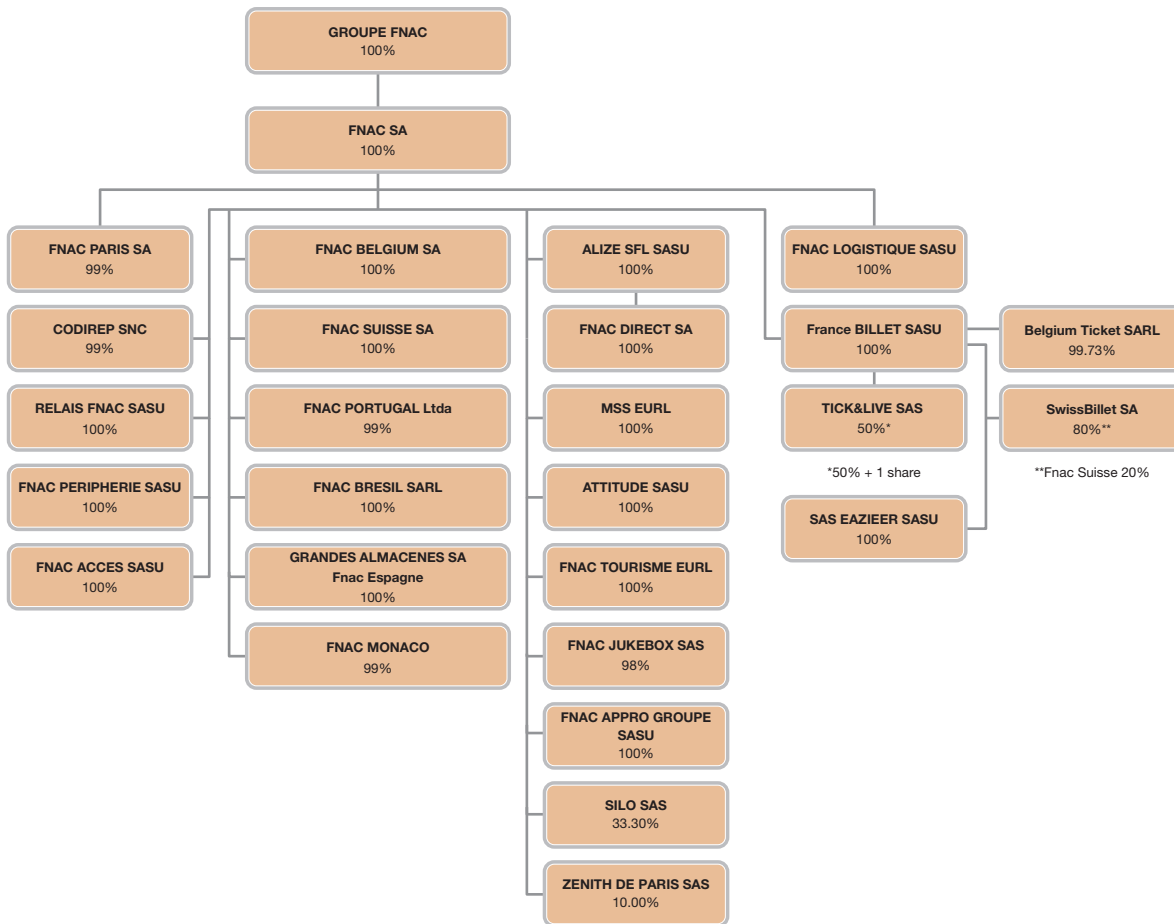 GROUPE FNAC
100%
FNAC SA
100%
FNAC PARIS SA
99%
CODIREP SNC
99%
RELAIS FNAC SASU
100%
FNAC PERIPHERIE SASU
100%
FNAC ACCES SASU
100%
FNAC BELGIUM SA
100%
FNAC SUISSE SA
100%
FNAC PORTUGAL Ltda
99%
FNAC BRESIL SARL
100%
GRANDES ALMACENES SA
Fnac Espagne
100%
FNAC MONACO
99%
ALIZE SFL SASU
100%
FNAC DIRECT SA
100%
MSS EURL
100%
ATTITUDE SASU
100%
FNAC TOURISME EURL
100%
FNAC JUKEBOX SAS
98%
FNAC APPRO GROUPE
SASU
100%
SILO SAS
33.30%
ZENITH DE PARIS SAS
10.00%
FNAC LOGISTIQUE SASU
100%
France BILLET SASU
100%
TICK&LIVE SAS
50%*
*50% + 1 share
SAS EAZIEER SASU
100%
Belgium Ticket SARL
99.73%
SwissBillet SA
80%**
**Fnac Suisse 20%